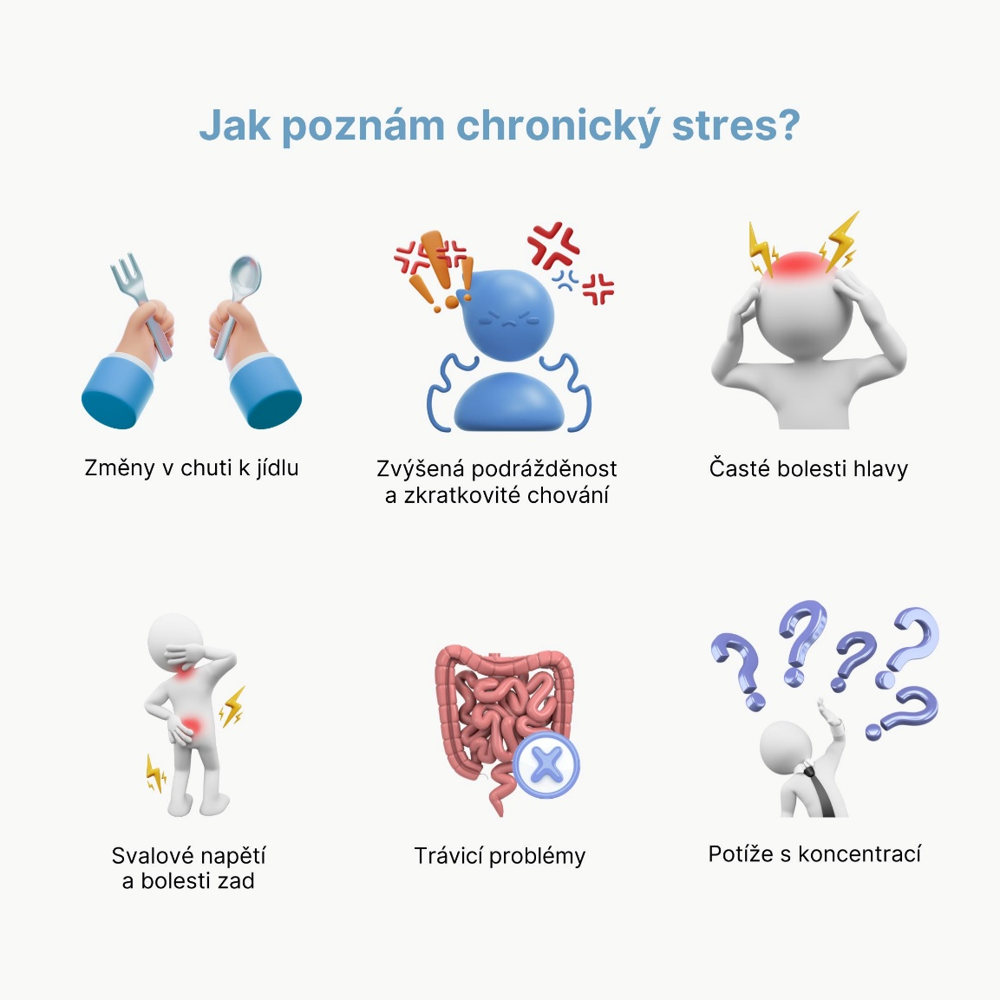 Jak poznám chronický stres?
Změny v chuti k jídlu
Zvýšená podrážděnost
a zkratkovité chování
Časté bolesti hlavy
Svalové napětí
a bolesti zad
Trávicí problémy
Potíže s koncentrací